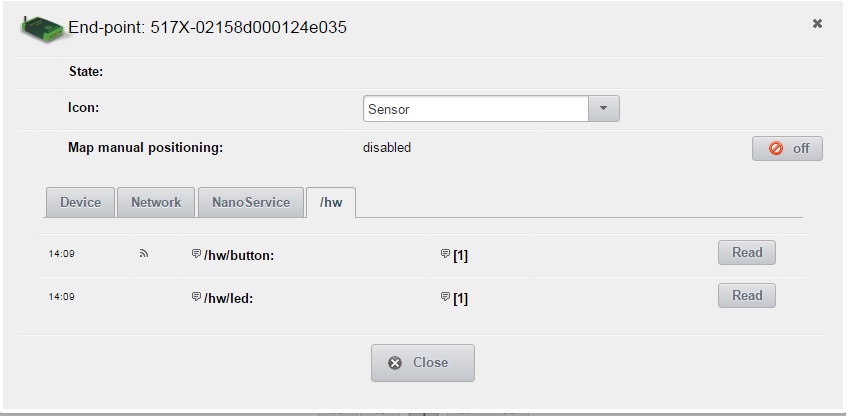 End-point: 517X-02158d000124e035
State:
Icon: Sensor
Map manual positioning: disabled off
Device Network NanoService /hw
14:09 /hw/button: [1] Read
14:09 /hw/led: [1] Read
Close